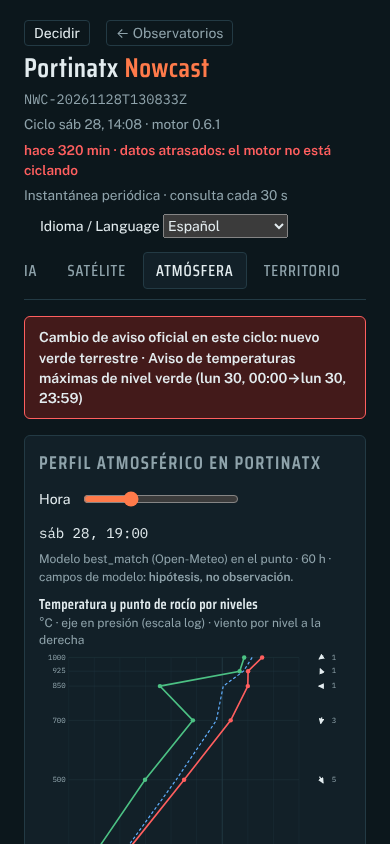 Decidir
← Observatorios
Portinatx Nowcast
NWC-20261128T130833Z
Ciclo sáb 28, 14:08 · motor 0.6.1
hace 320 min · datos atrasados: el motor no está
ciclando
Instantánea periódica · consulta cada 30 s
Idioma / Language Español
IA SATÉLITE ATMÓSFERA TERRITORIO
Cambio de aviso oficial en este ciclo: nuevo
verde terrestre · Aviso de temperaturas
máximas de nivel verde (lun 30, 00:00→lun 30,
23:59)
PERFIL ATMOSFÉRICO EN PORTINATX
Hora
sáb 28, 19:00
Modelo best_match (Open-Meteo) en el punto · 60 h ·
campos de modelo: hipótesis, no observación.
Temperatura y punto de rocío por niveles
°C · eje en presión (escala log) · viento por nivel a la
derecha
1000 1
925 1
850 1
700 3
500 5